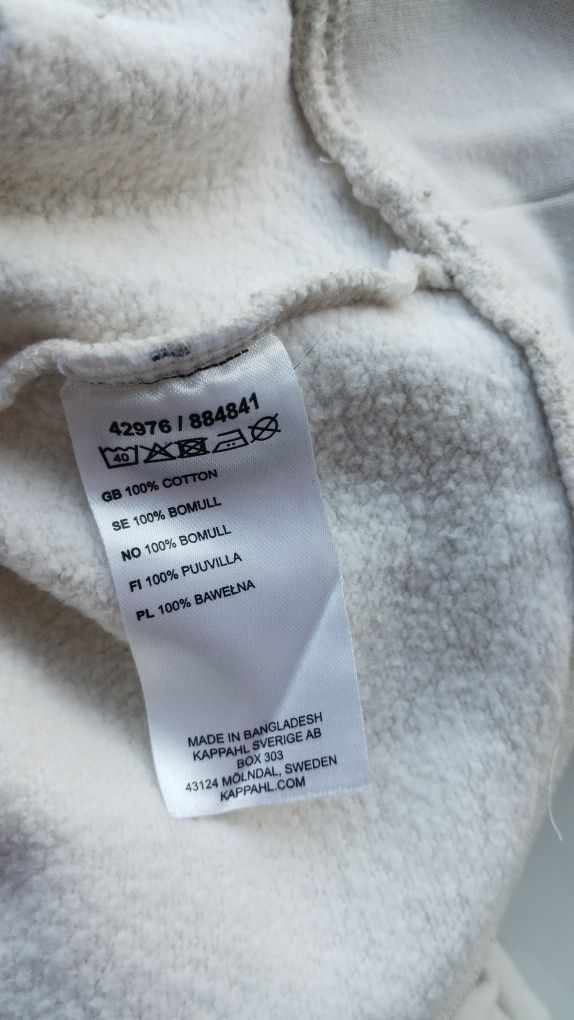 42976 / 884841
40
GB 100% COTTON
SE 100% BOMULL
NO 100% BOMULL
FI 100% PUUVILLA
PL 100% BAWEŁNA
MADE IN BANGLADESH
KAPPAHL SVERIGE AB
BOX 303
43124 MÖLNDAL, SWEDEN
KAPPAHL.COM